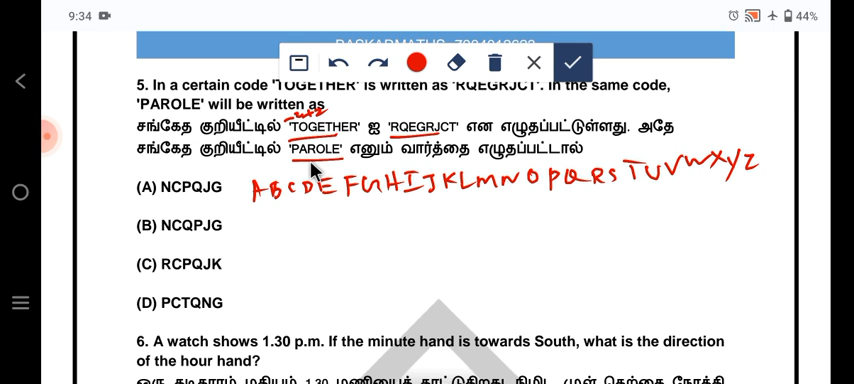 9:34
44%
5. In a certain code 'TOGETHER' is written as 'RQEGRJCT'. In the same code,
'PAROLE' will be written as
சங்கேத குறியீட்டில் 'TOGETHER' ஐ 'RQEGRJCT' என எழுதப்பட்டுள்ளது. அதே
சங்கேத குறியீட்டில் 'PAROLE' எனும் வார்த்தை எழுதப்பட்டால்
(A) NCPQJG
A B C D E F G H I J K L M N O P Q R S T U V W X Y Z
(B) NCQPJG
(C) RCPQJK
(D) PCTQNG
6. A watch shows 1.30 p.m. If the minute hand is towards South, what is the direction
of the hour hand?